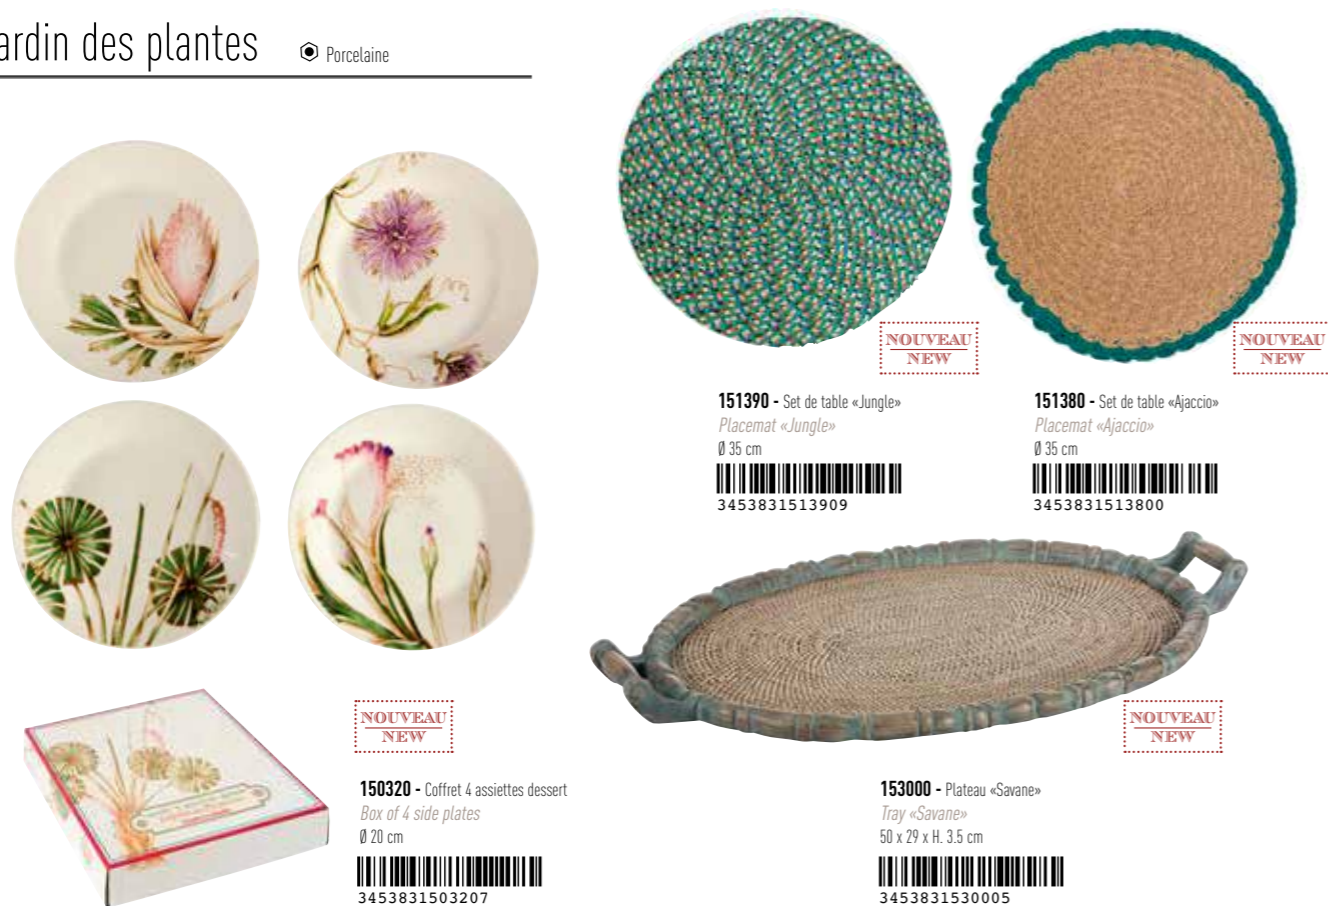 ardin des plantes
Porcelaine
NOUVEAU
NEW
NOUVEAU
NEW
151390 - Set de table «Jungle»
Placemat «Jungle»
Ø 35 cm
3453831513909
151380 - Set de table «Ajaccio»
Placemat «Ajaccio»
Ø 35 cm
3453831513800
NOUVEAU
NEW
150320 - Coffret 4 assiettes dessert
Box of 4 side plates
Ø 20 cm
3453831503207
NOUVEAU
NEW
153000 - Plateau «Savane»
Tray «Savane»
50 x 29 x H. 3.5 cm
3453831530005